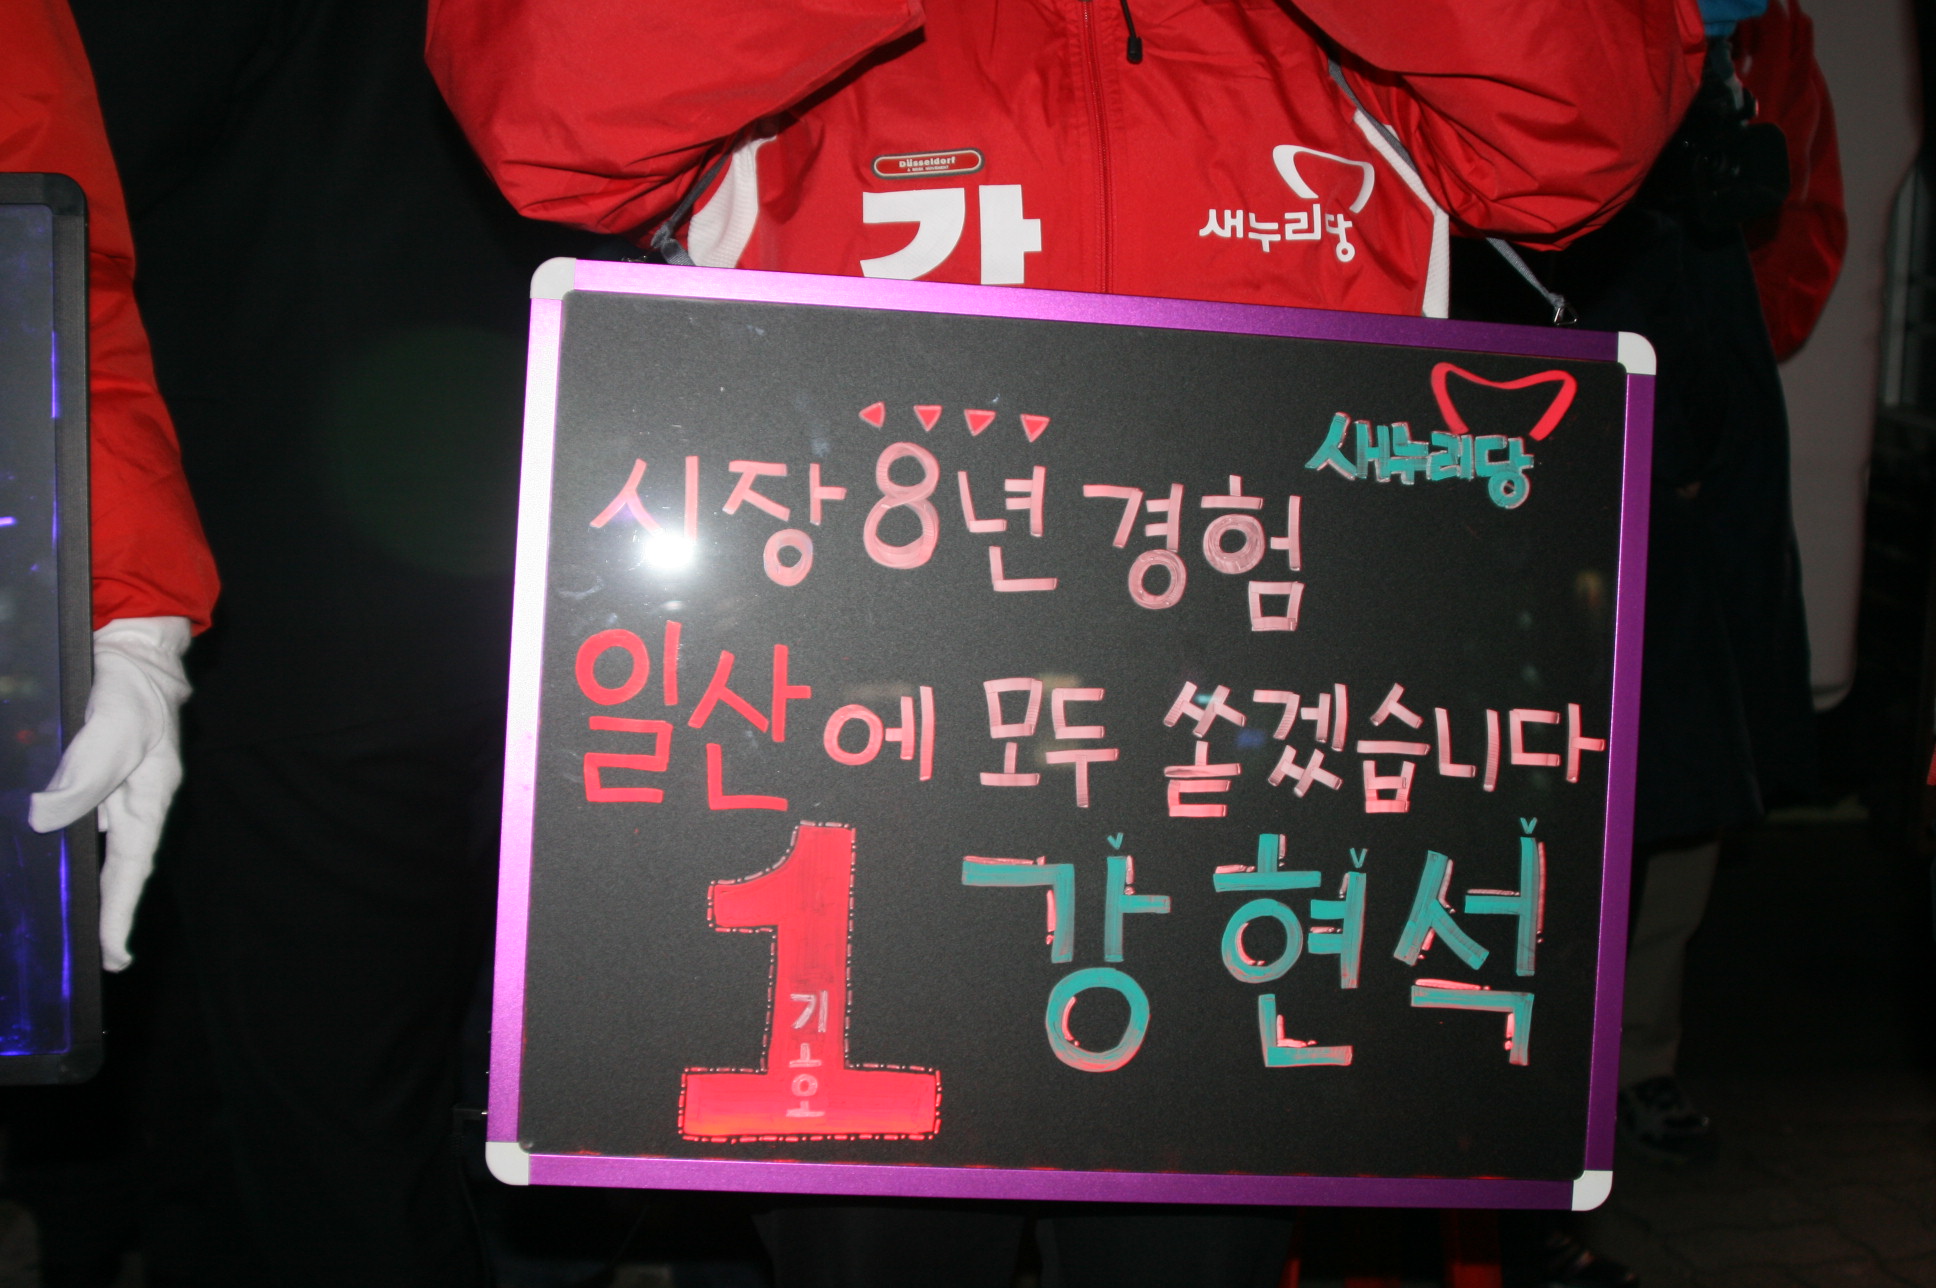 Düsseldorf
강
새누리당
새누리당
시장8년 경험
일산에 모두 쏟겠습니다
1 강현석
기호